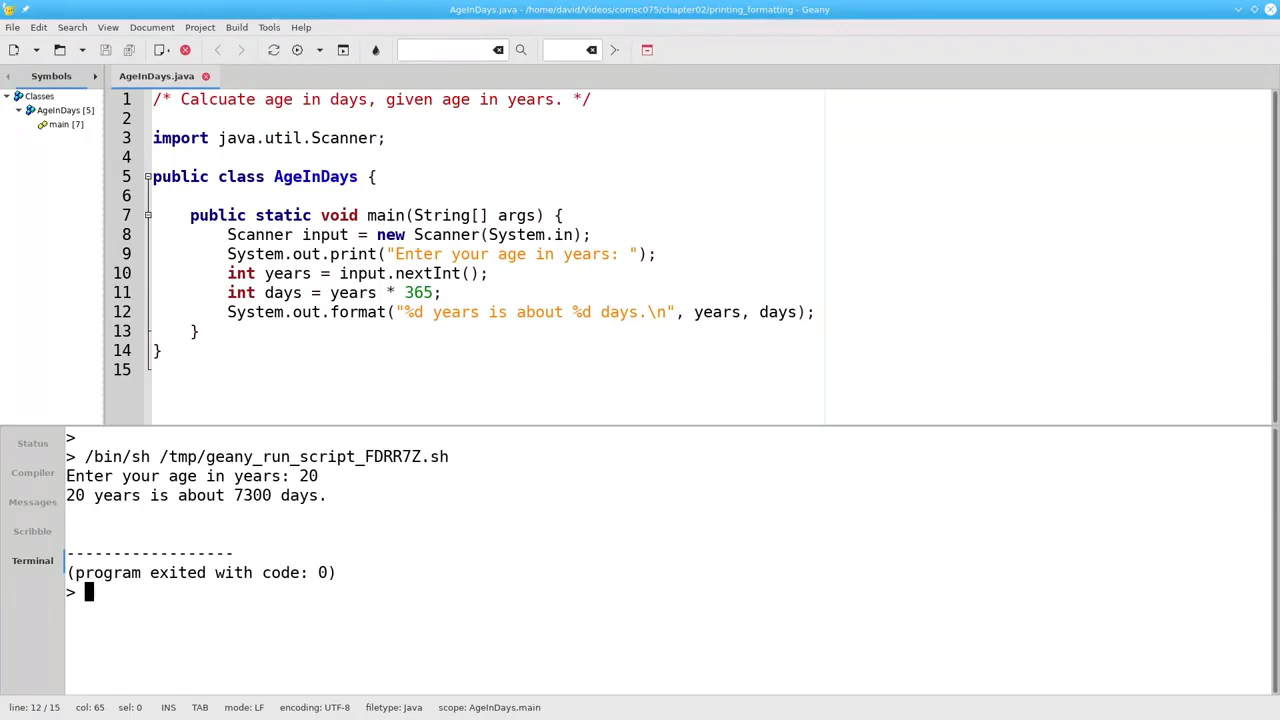 AgeInDays.java - /home/david/Videos/comsc075/chapter02/printing_formatting - Geany
File Edit Search View Document Project Build Tools Help
Symbols
AgeInDays.java
Classes
AgeInDays [5]
main [7]
1 /* Calcuate age in days, given age in years. */
2
3 import java.util.Scanner;
4
5 public class AgeInDays {
6
7 public static void main(String[] args) {
8 Scanner input = new Scanner(System.in);
9 System.out.print("Enter your age in years: ");
10 int years = input.nextInt();
11 int days = years * 365;
12 System.out.format("%d years is about %d days.\n", years, days);
13 }
14 }
15
Status
Compiler
Messages
Scribble
Terminal
>
> /bin/sh /tmp/geany_run_script_FDRR7Z.sh
Enter your age in years: 20
20 years is about 7300 days.
------------------
(program exited with code: 0)
>
line: 12 / 15 col: 65 sel: 0 INS TAB mode: LF encoding: UTF-8 filetype: Java scope: AgeInDays.main